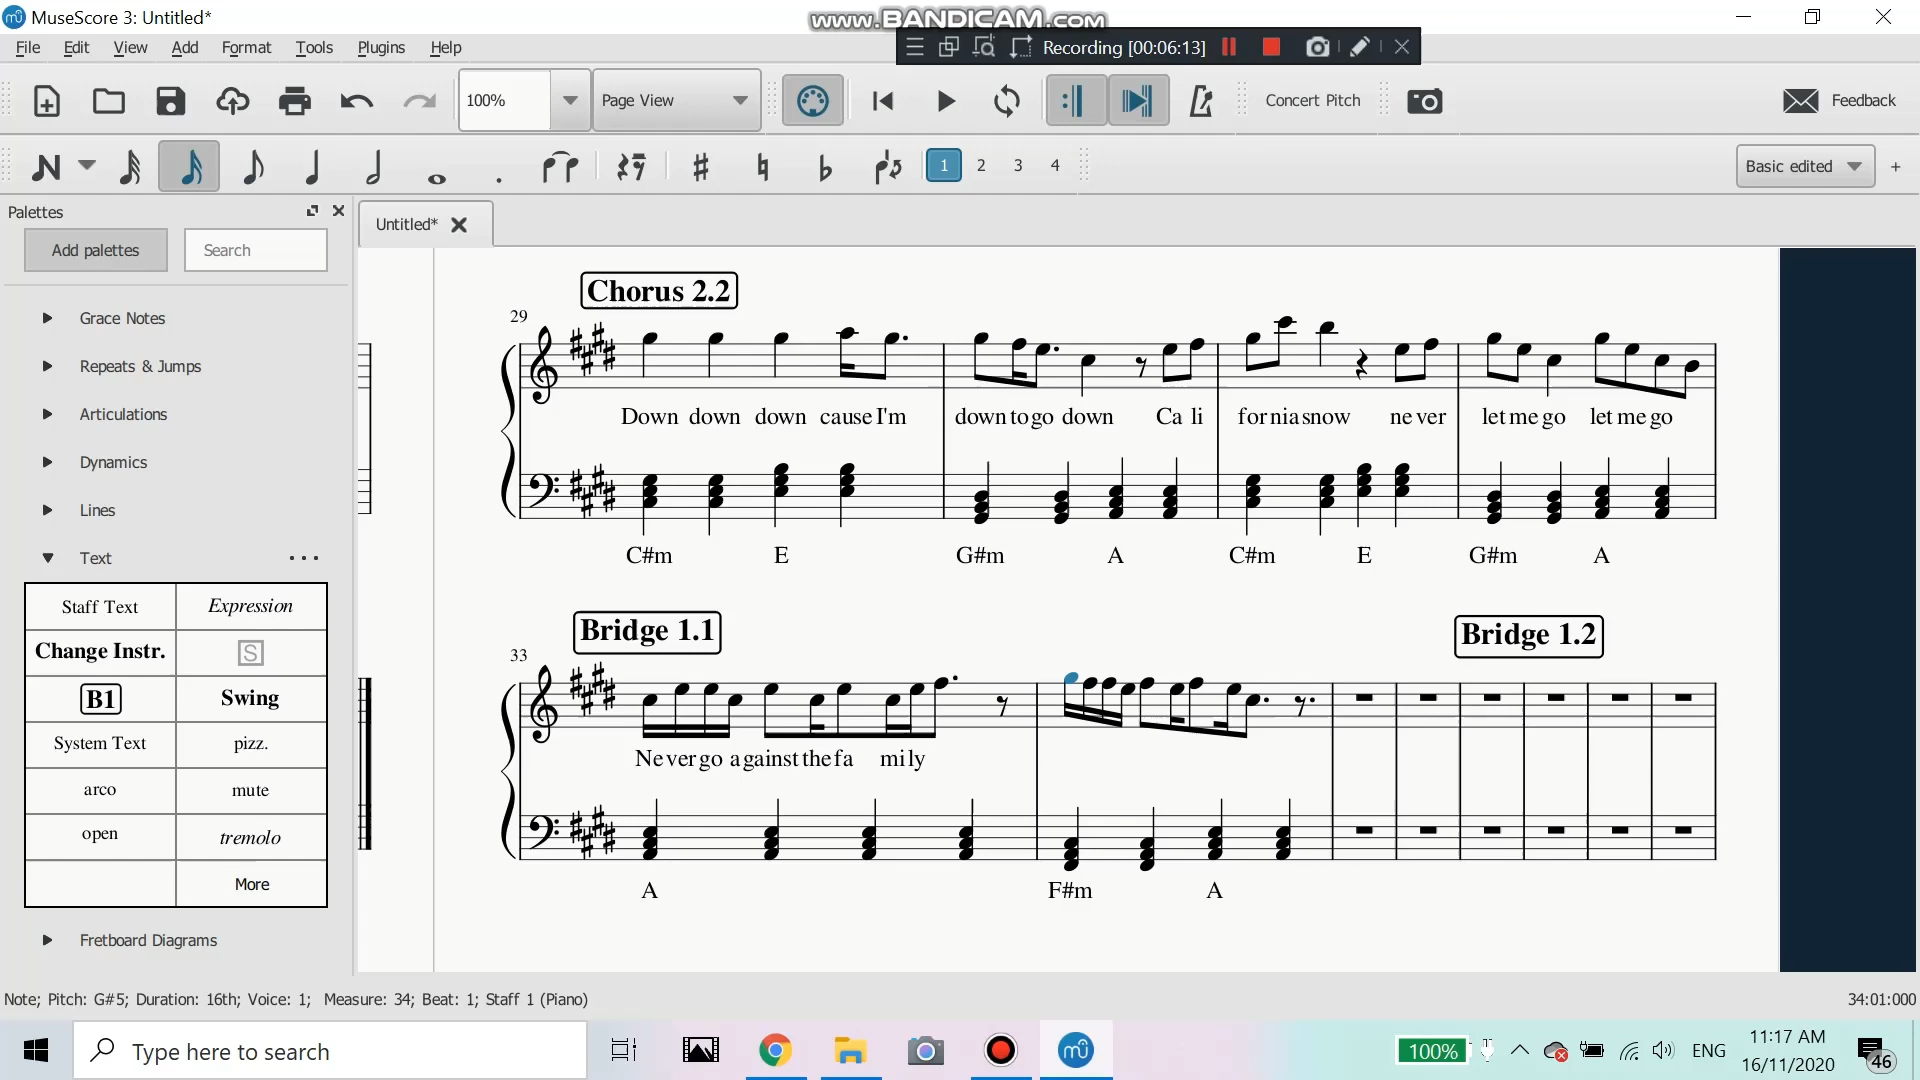 MuseScore 3: Untitled*
www.BANDICAM.com
File Edit View Add Format Tools Plugins Help
Recording [00:06:13]
100%
Page View
Concert Pitch
Feedback
1 2 3 4
Basic edited
+
Palettes
Untitled*
Add palettes
Search
Grace Notes
Repeats & Jumps
Articulations
Dynamics
Lines
Text
Staff Text
Expression
Change Instr.
S
B1
Swing
System Text
pizz.
arco
mute
open
tremolo
More
Fretboard Diagrams
Chorus 2.2
29
Down down down cause I'm down to go down Ca li for nia snow ne ver let me go let me go
C#m E G#m A C#m E G#m A
Bridge 1.1
Bridge 1.2
33
Ne ver go a gainst the fa mi ly
A F#m A
Note; Pitch: G#5; Duration: 16th; Voice: 1; Measure: 34; Beat: 1; Staff 1 (Piano)
34:01:000
Type here to search
100%
ENG
11:17 AM
16/11/2020
46